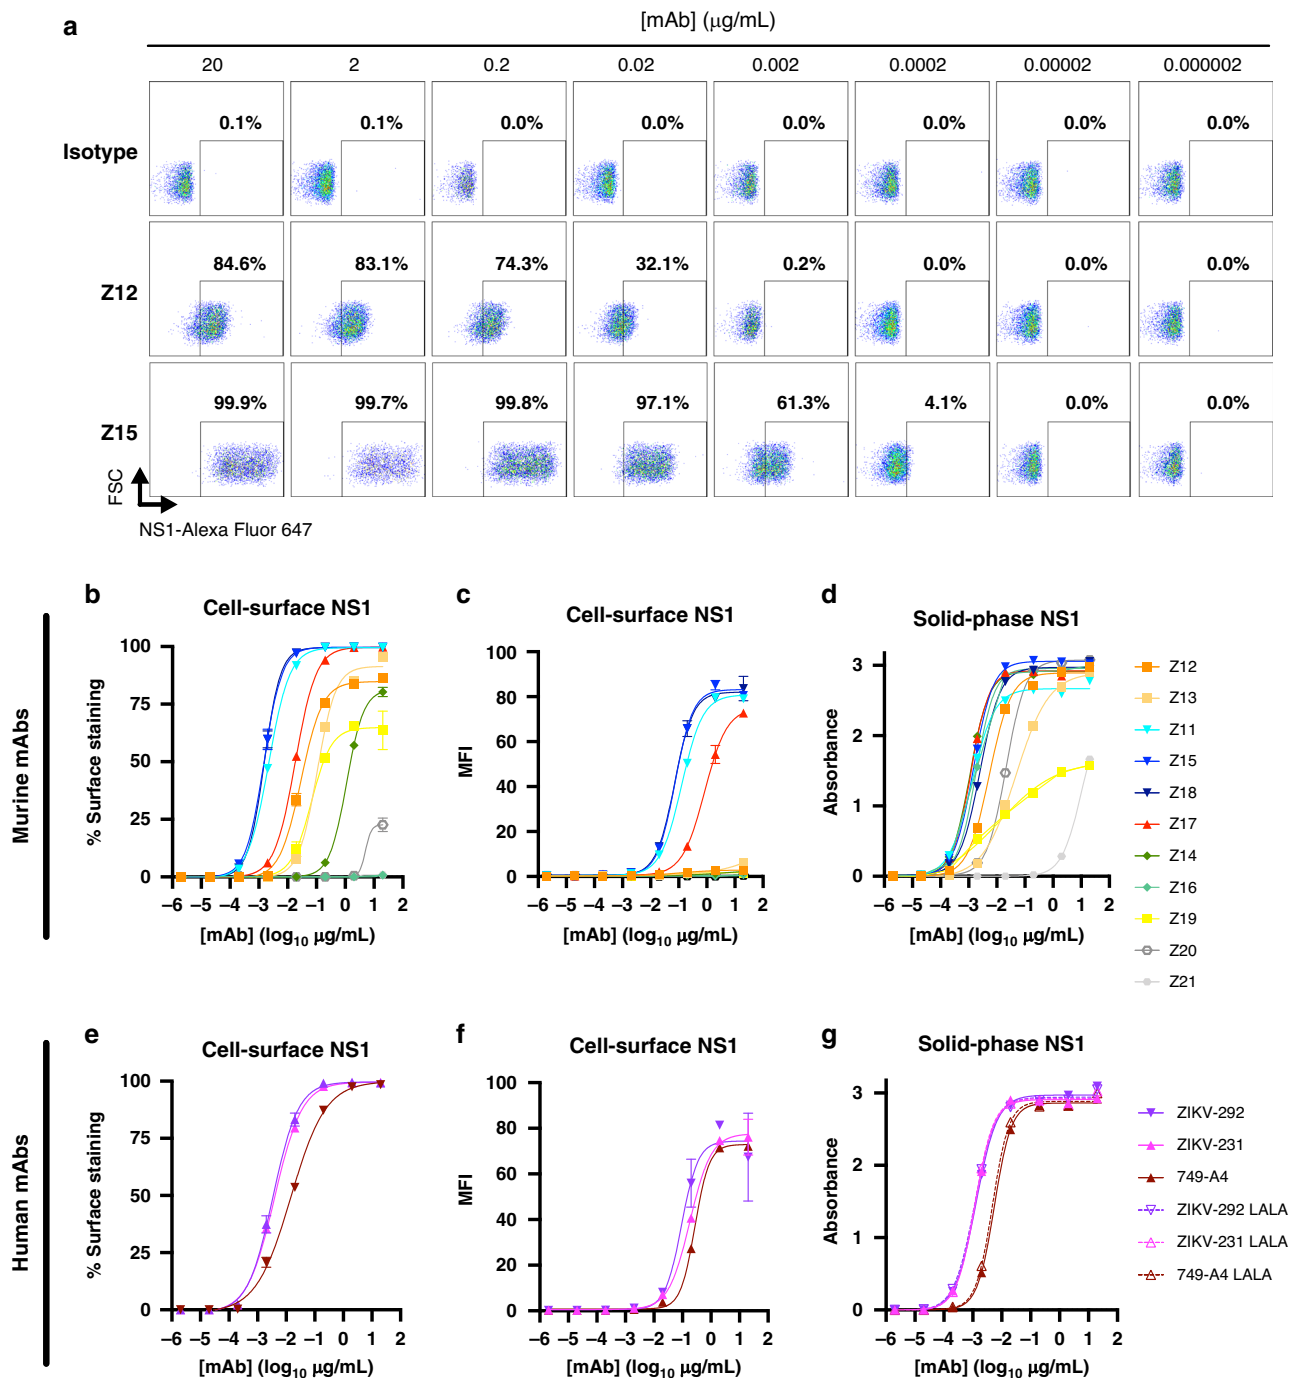 a
[mAb] (μg/mL)
20 2 0.2 0.02 0.002 0.0002 0.00002 0.000002
Isotype
0.1% 0.1% 0.0% 0.0% 0.0% 0.0% 0.0% 0.0%
Z12
84.6% 83.1% 74.3% 32.1% 0.2% 0.0% 0.0% 0.0%
Z15
99.9% 99.7% 99.8% 97.1% 61.3% 4.1% 0.0% 0.0%
FSC
NS1-Alexa Fluor 647
Murine mAbs
b
Cell-surface NS1
% Surface staining
100
75
50
25
0
−6 −5 −4 −3 −2 −1 0 1 2
[mAb] (log10 μg/mL)
c
Cell-surface NS1
MFI
100
80
60
40
20
0
−6 −5 −4 −3 −2 −1 0 1 2
[mAb] (log10 μg/mL)
d
Solid-phase NS1
Absorbance
3
2
1
0
−6 −5 −4 −3 −2 −1 0 1 2
[mAb] (log10 μg/mL)
Z12
Z13
Z11
Z15
Z18
Z17
Z14
Z16
Z19
Z20
Z21
Human mAbs
e
Cell-surface NS1
% Surface staining
100
75
50
25
0
−6 −5 −4 −3 −2 −1 0 1 2
[mAb] (log10 μg/mL)
f
Cell-surface NS1
MFI
100
80
60
40
20
0
−6 −5 −4 −3 −2 −1 0 1 2
[mAb] (log10 μg/mL)
g
Solid-phase NS1
Absorbance
3
2
1
0
−6 −5 −4 −3 −2 −1 0 1 2
[mAb] (log10 μg/mL)
ZIKV-292
ZIKV-231
749-A4
ZIKV-292 LALA
ZIKV-231 LALA
749-A4 LALA